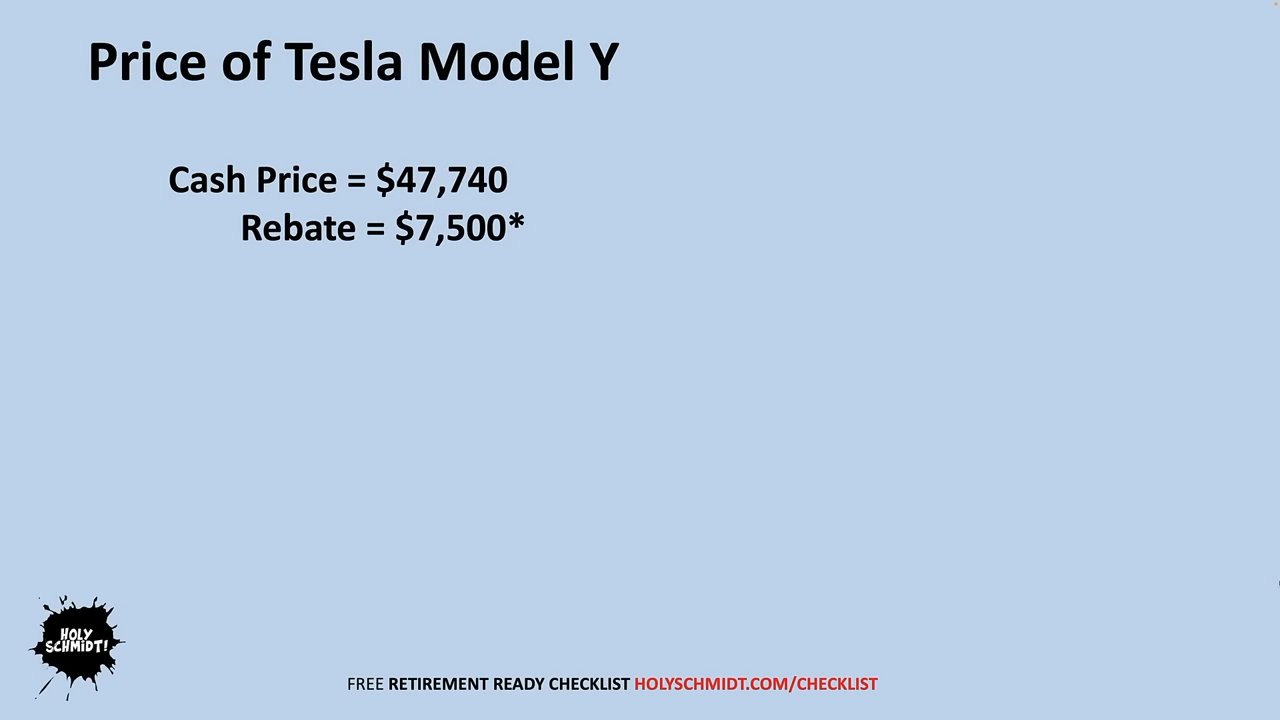 Price of Tesla Model Y
Cash Price = $47,740
Rebate = $7,500*
HOLY
SCHMiDT!
FREE RETIREMENT READY CHECKLIST HOLYSCHMIDT.COM/CHECKLIST